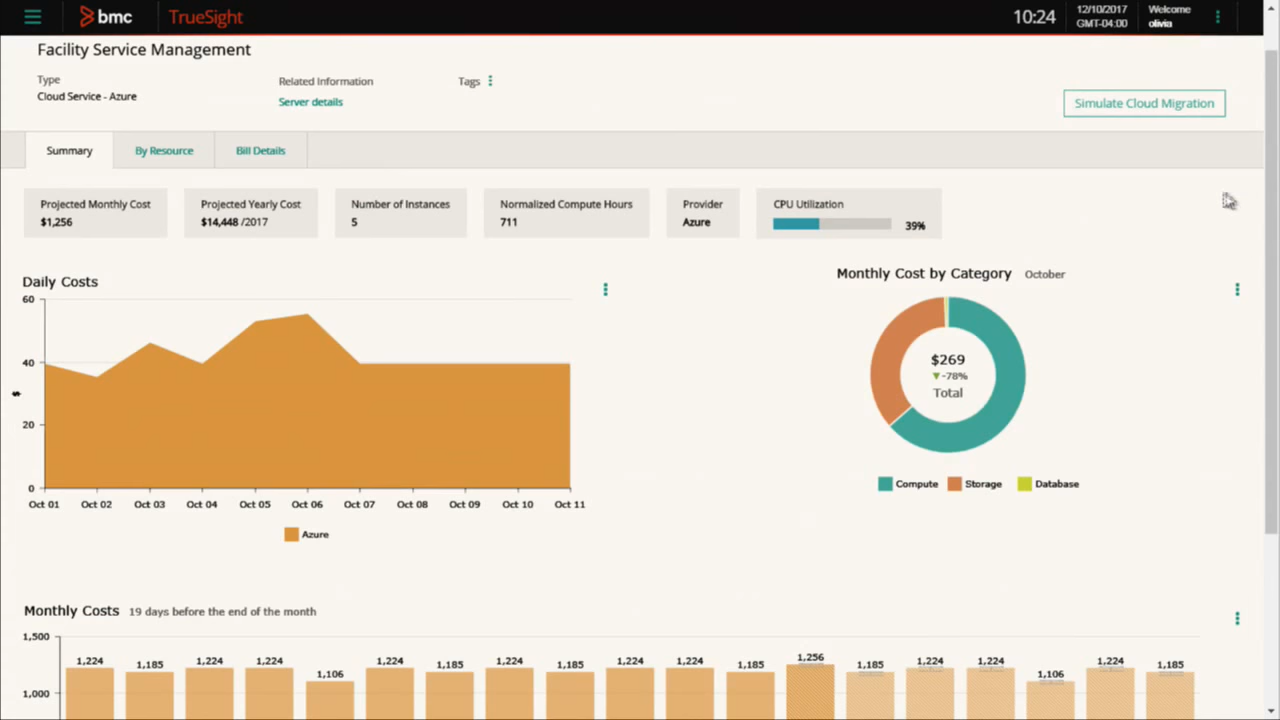 bmc
TrueSight
10:24
12/10/2017
GMT-04:00
Welcome
olivia
Facility Service Management
Type
Cloud Service - Azure
Related Information
Server details
Tags
Simulate Cloud Migration
Summary
By Resource
Bill Details
Projected Monthly Cost
$1,256
Projected Yearly Cost
$14,448 /2017
Number of Instances
5
Normalized Compute Hours
711
Provider
Azure
CPU Utilization
39%
Daily Costs
60
40
$
20
0
Oct 01 Oct 02 Oct 03 Oct 04 Oct 05 Oct 06 Oct 07 Oct 08 Oct 09 Oct 10 Oct 11
Azure
Monthly Cost by Category October
$269
▼-78%
Total
Compute Storage Database
Monthly Costs 19 days before the end of the month
1,500
1,224 1,185 1,224 1,224 1,106 1,224 1,185 1,224 1,185 1,224 1,224 1,185 1,256 1,185 1,224 1,224 1,106 1,224 1,185
1,000